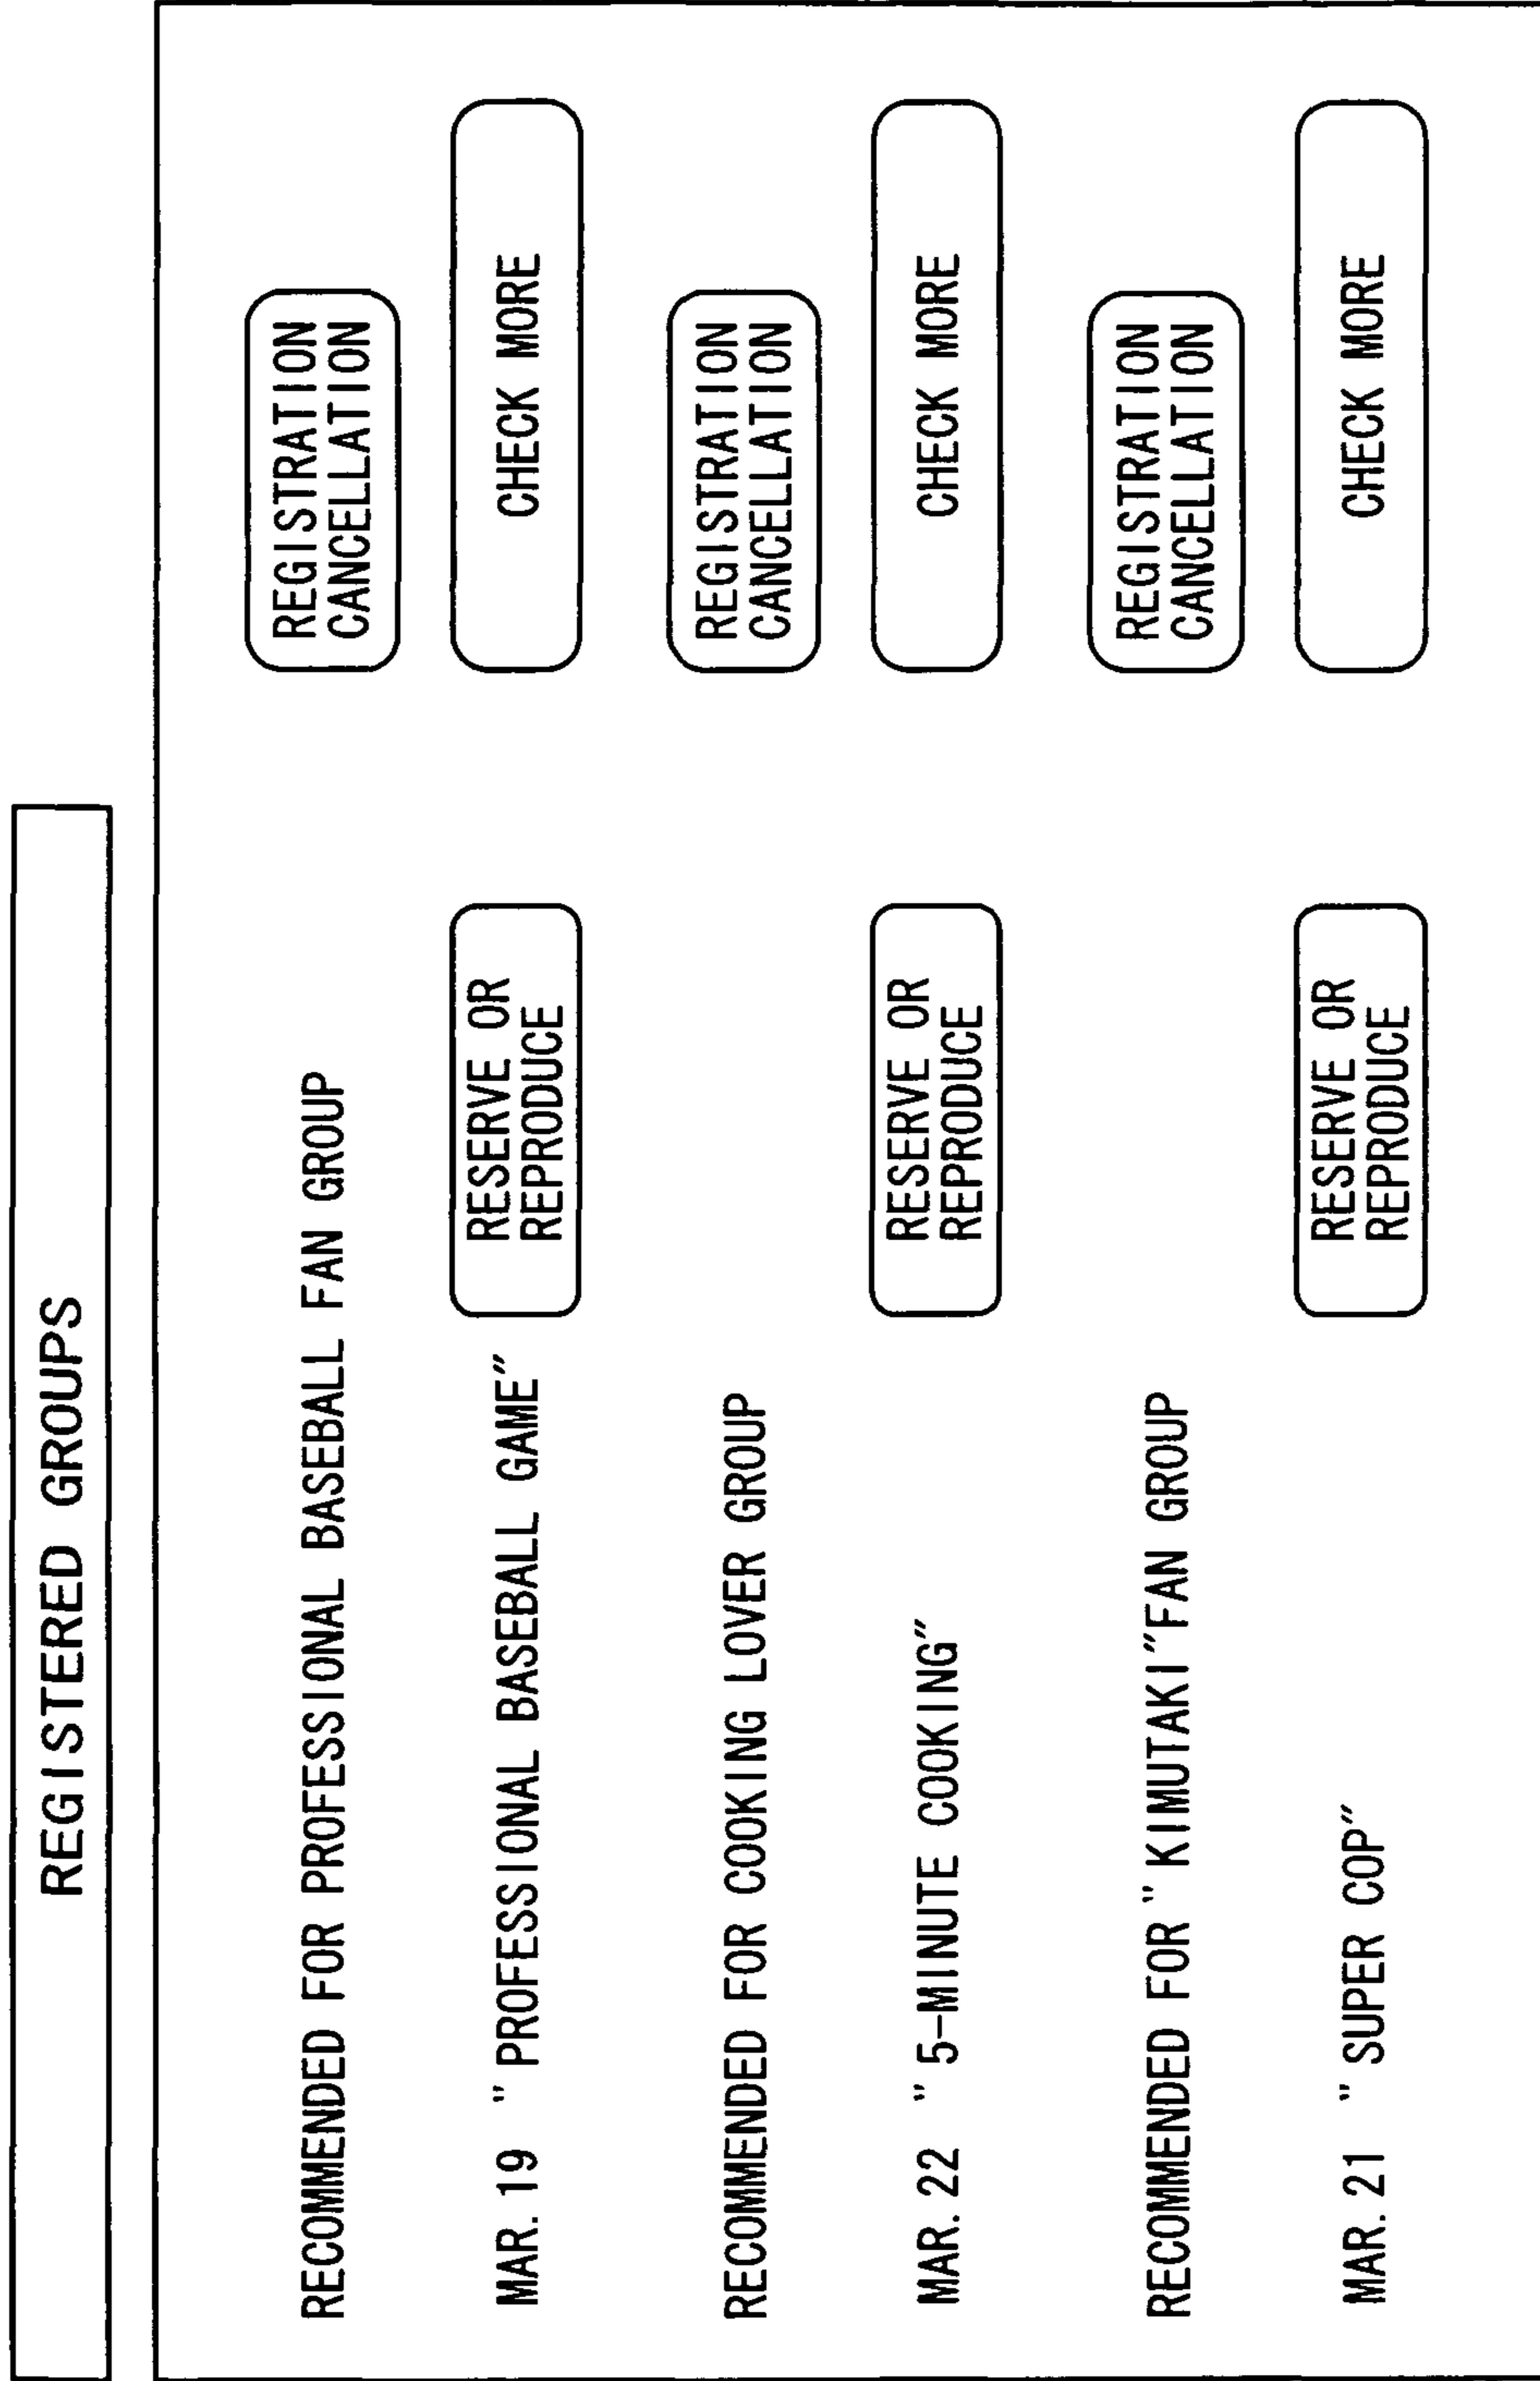 REGISTERED GROUPS
RECOMMENDED FOR PROFESSIONAL BASEBALL FAN GROUP
REGISTRATION
CANCELLATION
MAR. 19 "PROFESSIONAL BASEBALL GAME"
RESERVE OR
REPRODUCE
CHECK MORE
RECOMMENDED FOR COOKING LOVER GROUP
REGISTRATION
CANCELLATION
MAR. 22 "5-MINUTE COOKING"
RESERVE OR
REPRODUCE
CHECK MORE
RECOMMENDED FOR "KIMUTAKI"FAN GROUP
REGISTRATION
CANCELLATION
MAR. 21 "SUPER COP"
RESERVE OR
REPRODUCE
CHECK MORE